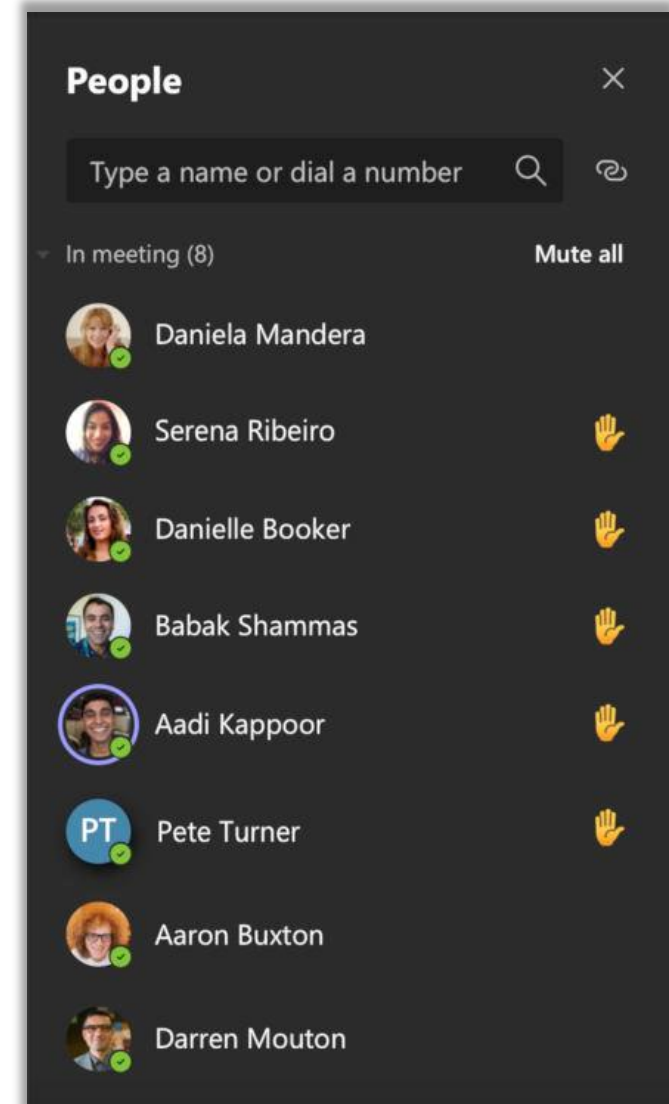 People
Type a name or dial a number
In meeting (8) Mute all
Daniela Mandera
Serena Ribeiro
Danielle Booker
Babak Shammas
Aadi Kappoor
PT Pete Turner
Aaron Buxton
Darren Mouton